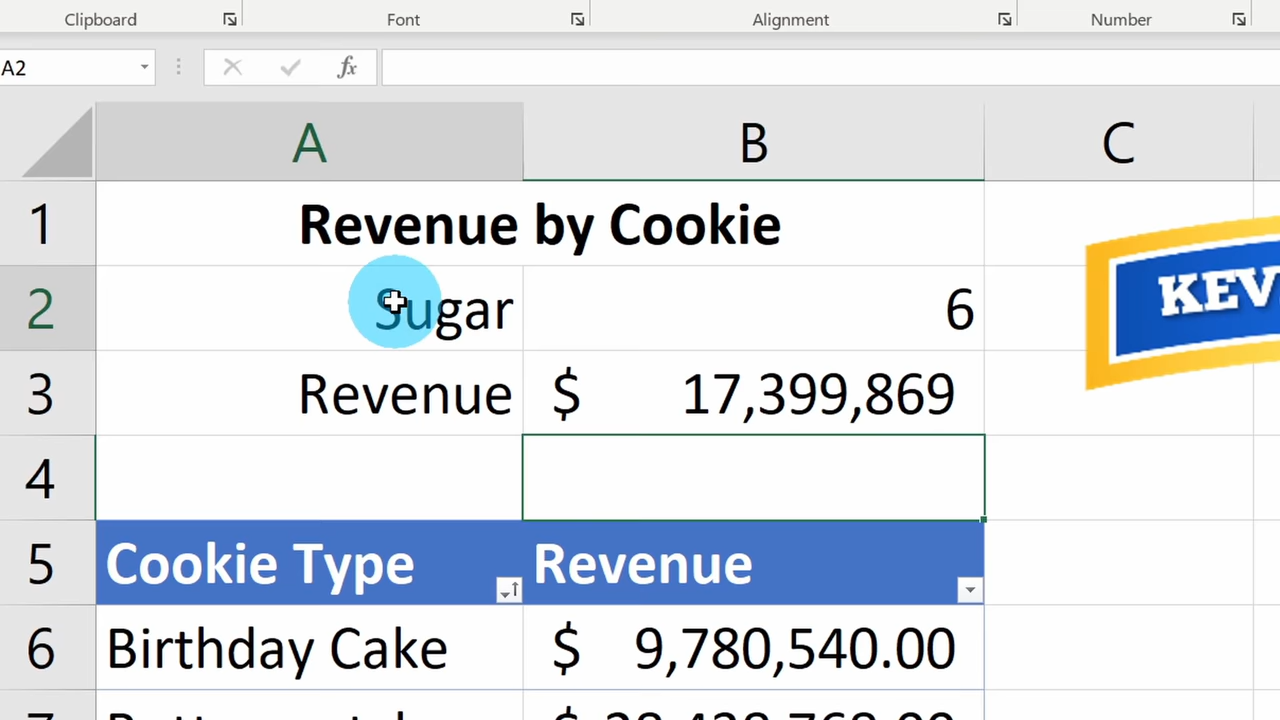 Clipboard Font Alignment Number
A2 fx
A B C
1 Revenue by Cookie
2 Sugar 6
KEV
3 Revenue $ 17,399,869
4
5 Cookie Type Revenue
6 Birthday Cake $ 9,780,540.00